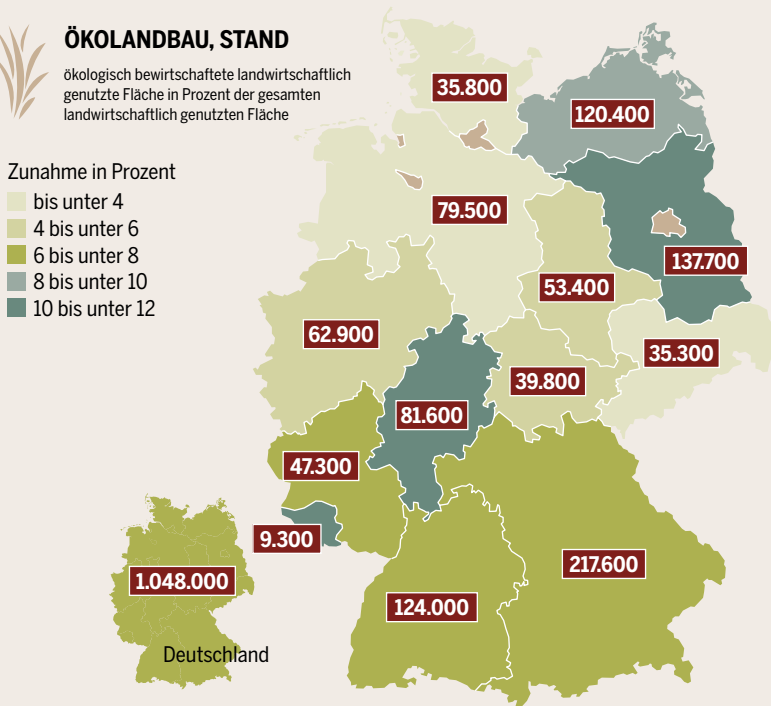 ÖKOLANDBAU, STAND
ökologisch bewirtschaftete landwirtschaftlich
genutzte Fläche in Prozent der gesamten
landwirtschaftlich genutzten Fläche
Zunahme in Prozent
bis unter 4
4 bis unter 6
6 bis unter 8
8 bis unter 10
10 bis unter 12
35.800
120.400
79.500
137.700
53.400
62.900
35.300
39.800
81.600
47.300
9.300
217.600
1.048.000
124.000
Deutschland